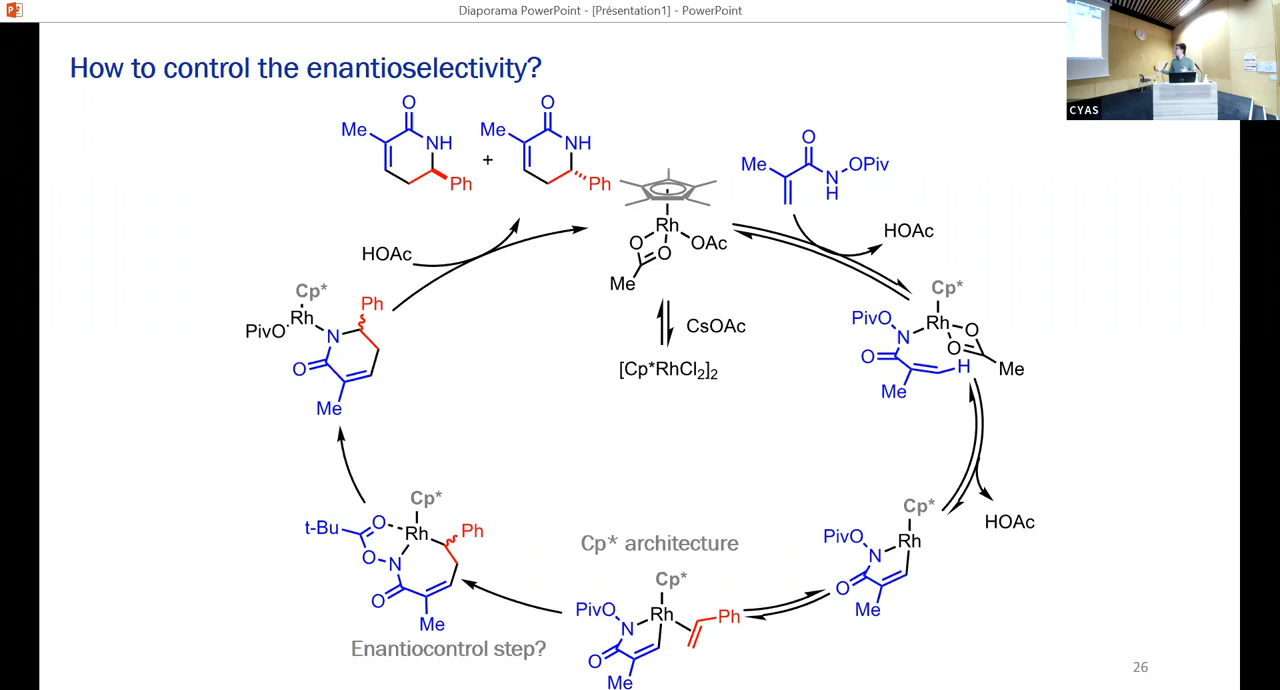 Diaporama PowerPoint - [Présentation1] - PowerPoint
CYAS
How to control the enantioselectivity?
O
Me
NH
Ph
+
O
Me
NH
Ph
Rh
O
O
OAc
Me
O
Me
N
H
OPiv
HOAc
HOAc
CsOAc
[Cp*RhCl2]2
Cp*
Rh
PivO
N
O
Ph
Me
Cp*
PivO
Rh
N
O
O
O
H
Me
Me
HOAc
Cp*
Rh
PivO
N
O
Me
Cp* architecture
Cp*
Rh
PivO
N
O
Ph
Me
Cp*
t-Bu
O
Rh
Ph
O
N
O
Me
Enantiocontrol step?
26